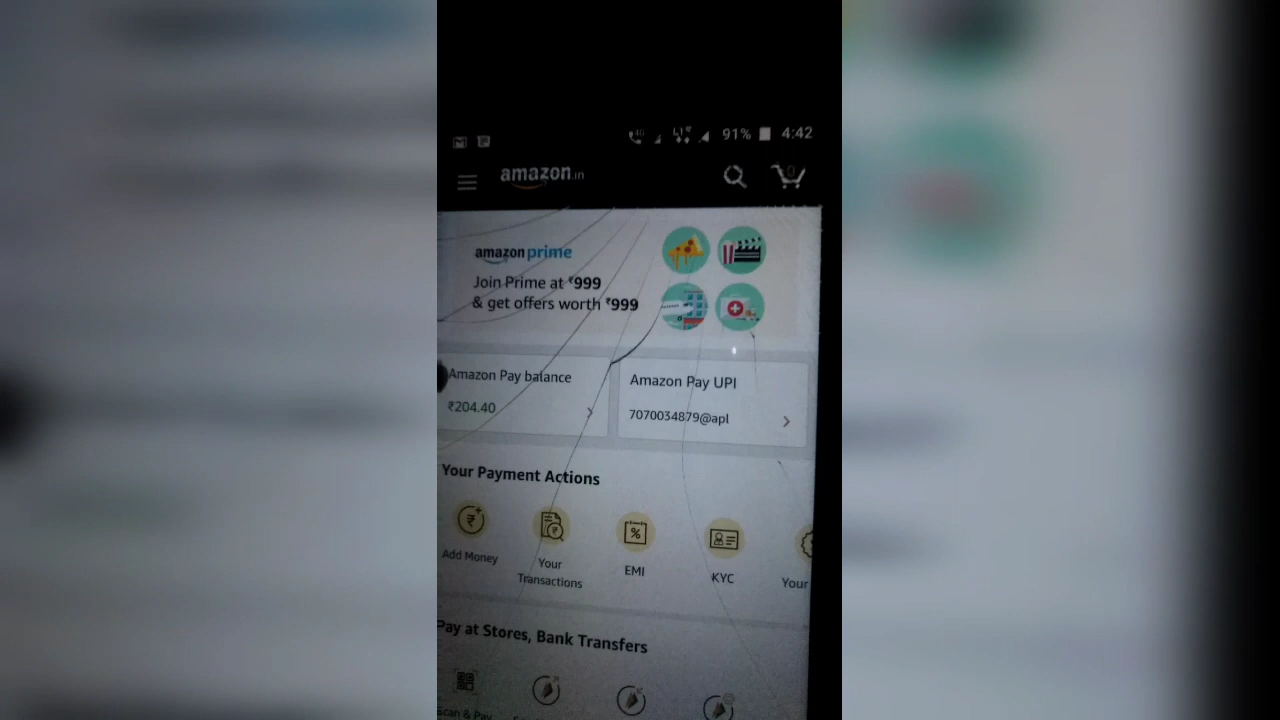 4G LTE 91% 4:42
amazon.in 0
amazon prime
Join Prime at ₹999
& get offers worth ₹999
Amazon Pay balance
₹204.40
Amazon Pay UPI
7070034879@apl
Your Payment Actions
Add Money
Your
Transactions
EMI
KYC
Your
Pay at Stores, Bank Transfers
Scan & Pay